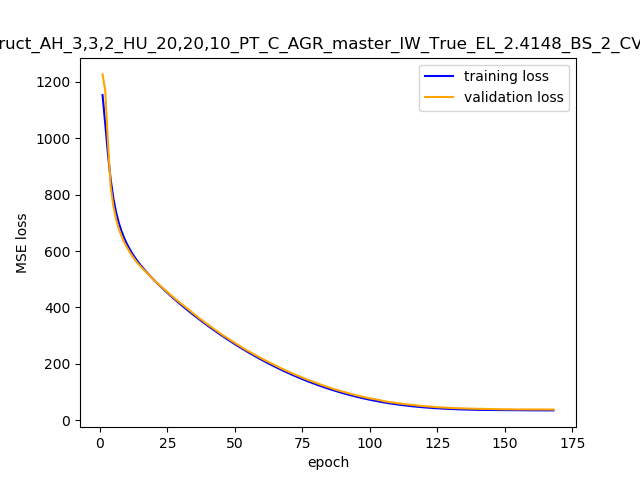 ruct_AH_3,3,2_HU_20,20,10_PT_C_AGR_master_IW_True_EL_2.4148_BS_2_CV
training loss
validation loss
1200
1000
800
600
400
200
0
MSE loss
0 25 50 75 100 125 150 175
epoch